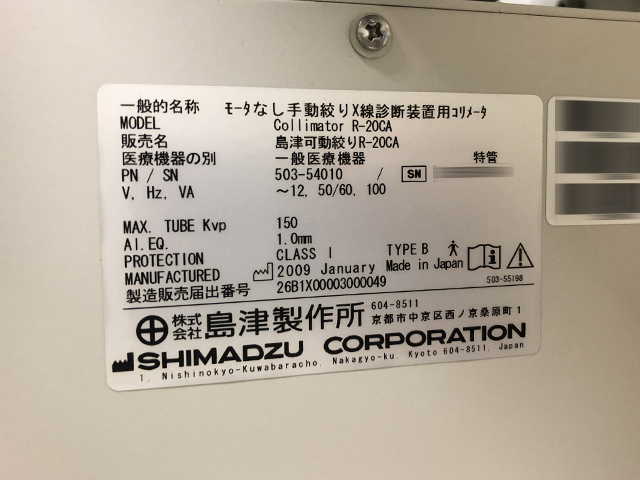 一般的名称 モータなし手動絞りX線診断装置用コリメータ
MODEL Collimator R-20CA
販売名 島津可動絞りR-20CA
医療機器の別 一般医療機器 特管
PN / SN 503-54010 / SN
V, Hz, VA ~12, 50/60, 100
MAX. TUBE Kvp 150
Al.EQ. 1.0mm
PROTECTION CLASS I TYPE B
MANUFACTURED 2009 January Made in Japan
製造販売届出番号 26B1X00003000049 503-55198
株式会社 島津製作所 604-8511 京都市中京区西ノ京桑原町1
SHIMADZU CORPORATION
1, Nishinokyo-Kuwabaracho, Nakagyo-ku, Kyoto 604-8511, Japan